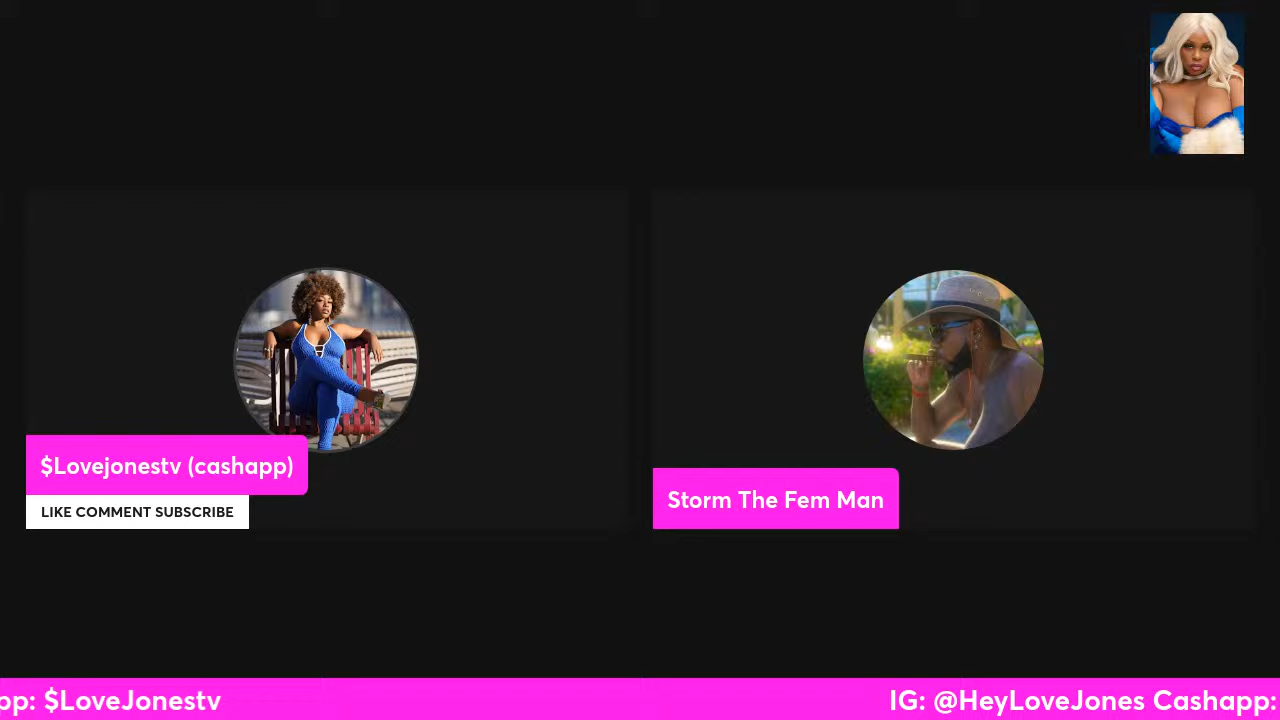 $Lovejonestv (cashapp)
LIKE COMMENT SUBSCRIBE
Storm The Fem Man
pp: $LoveJonestv
IG: @HeyLoveJones Cashapp: